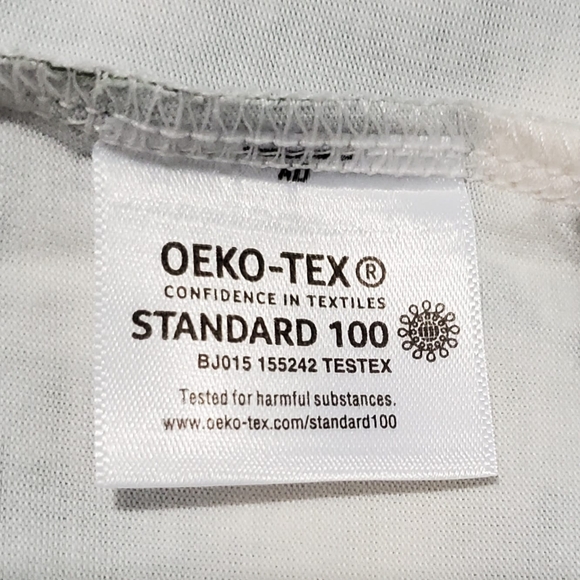 OEKO-TEX®
CONFIDENCE IN TEXTILES
STANDARD 100
BJ015 155242 TESTEX
Tested for harmful substances.
www.oeko-tex.com/standard100